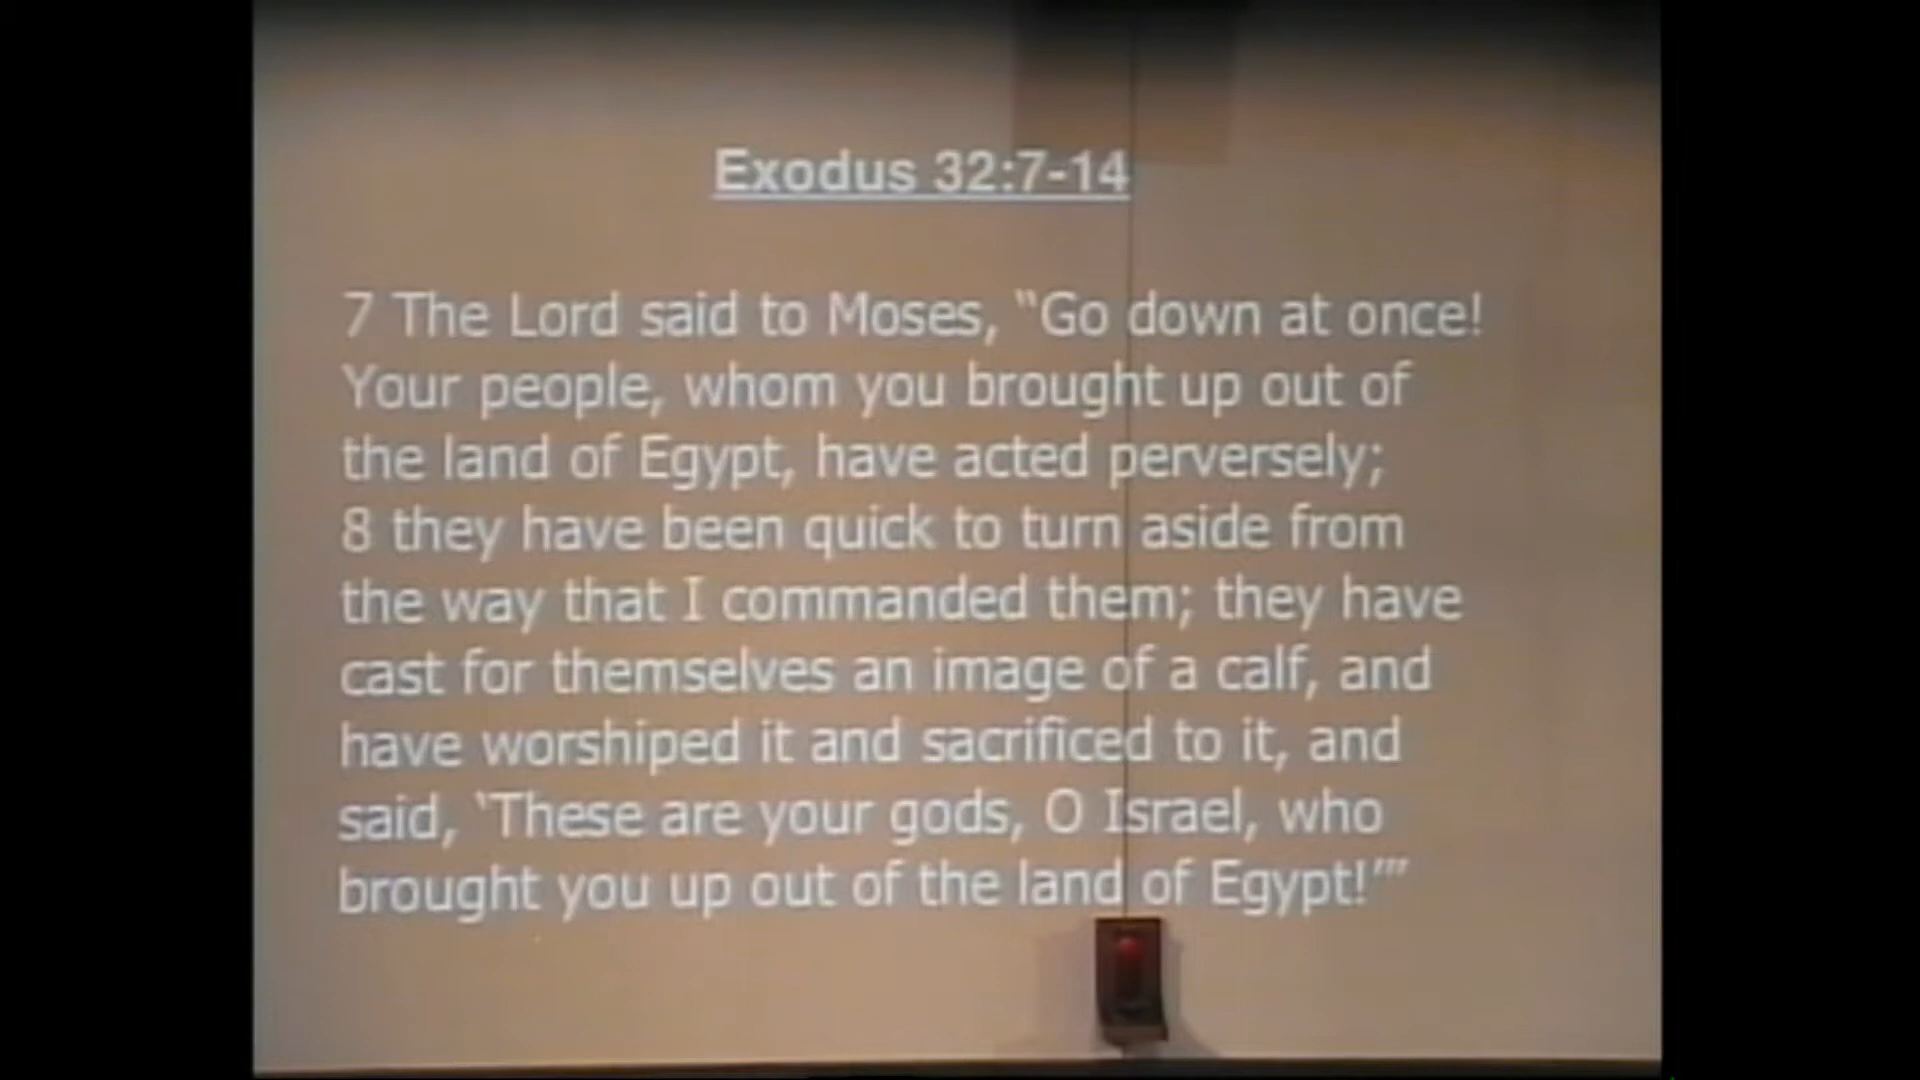 Exodus 32:7-14
7 The Lord said to Moses, “Go down at once!
Your people, whom you brought up out of
the land of Egypt, have acted perversely;
8 they have been quick to turn aside from
the way that I commanded them; they have
cast for themselves an image of a calf, and
have worshiped it and sacrificed to it, and
said, ‘These are your gods, O Israel, who
brought you up out of the land of Egypt!’”